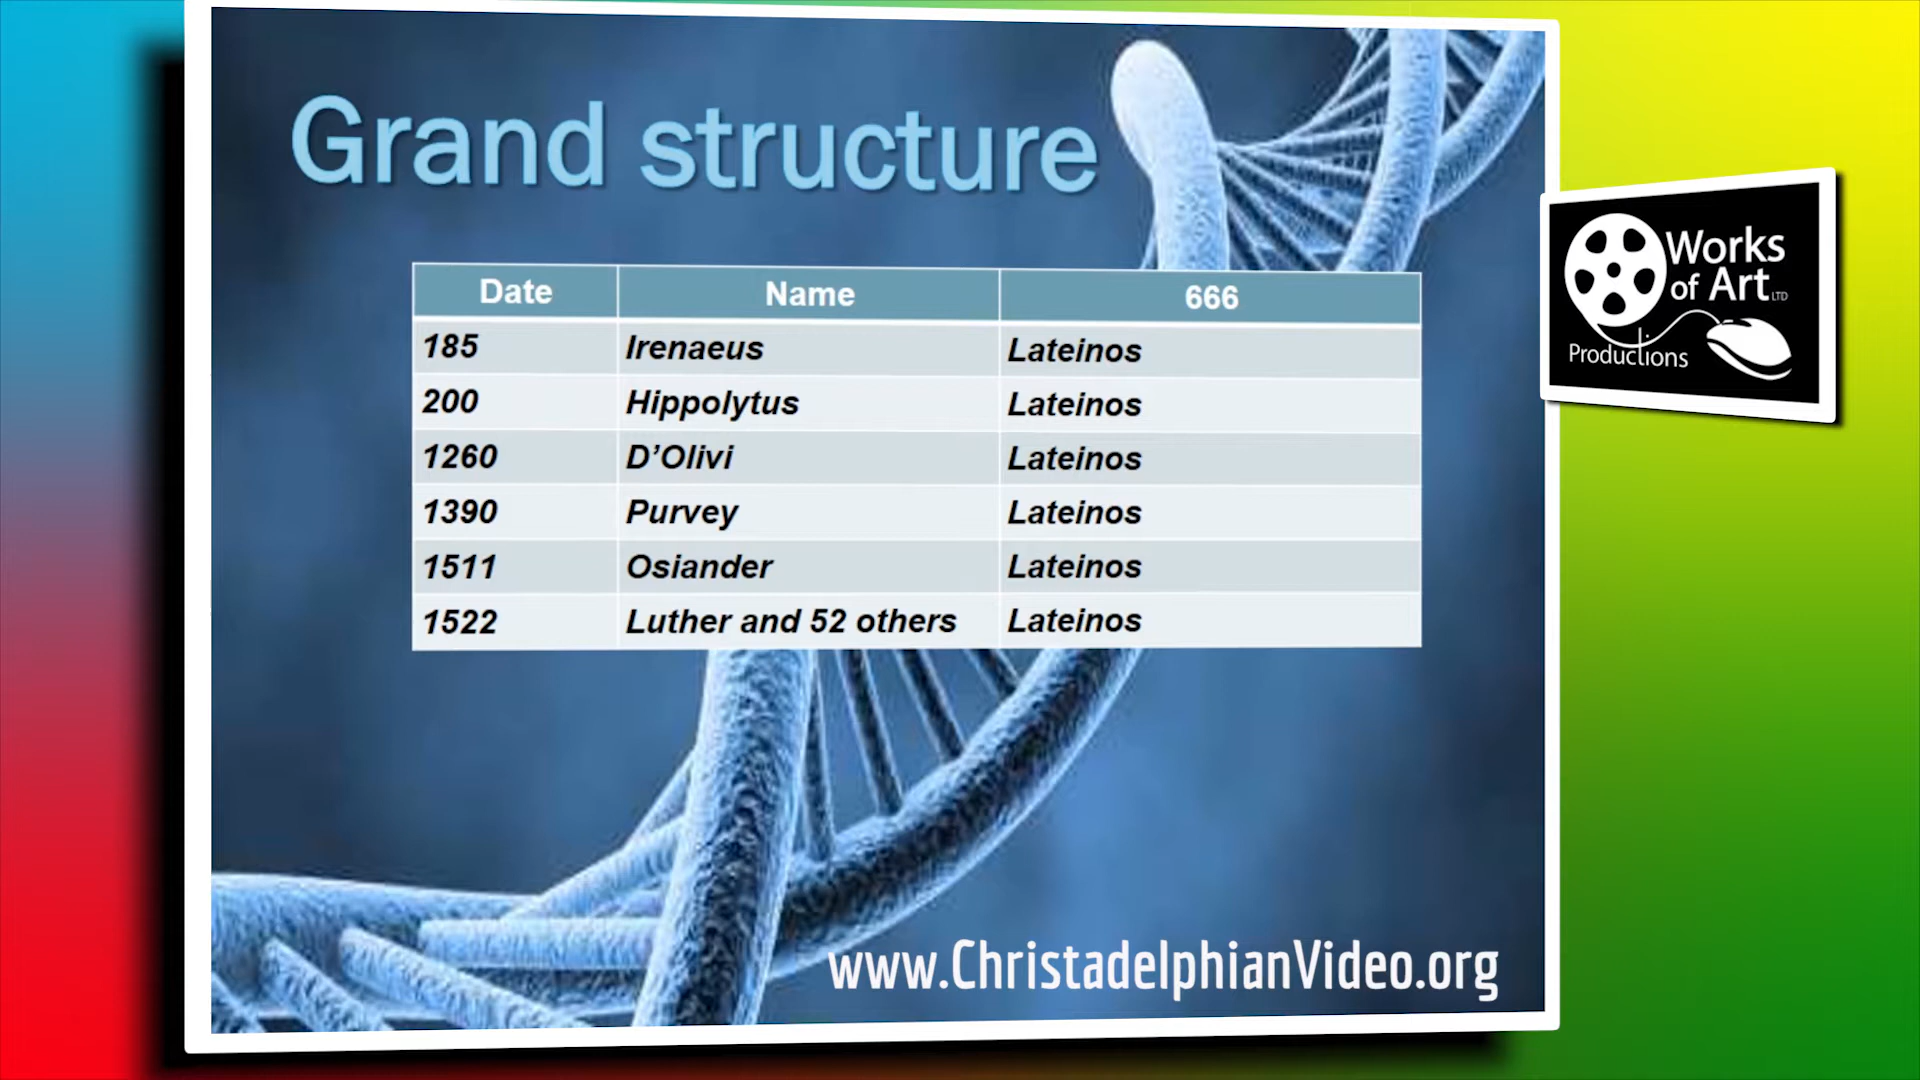 Grand structure
Date Name 666
185 Irenaeus Lateinos
200 Hippolytus Lateinos
1260 D’Olivi Lateinos
1390 Purvey Lateinos
1511 Osiander Lateinos
1522 Luther and 52 others Lateinos
www.ChristadelphianVideo.org
Works
of Art LTD
Productions